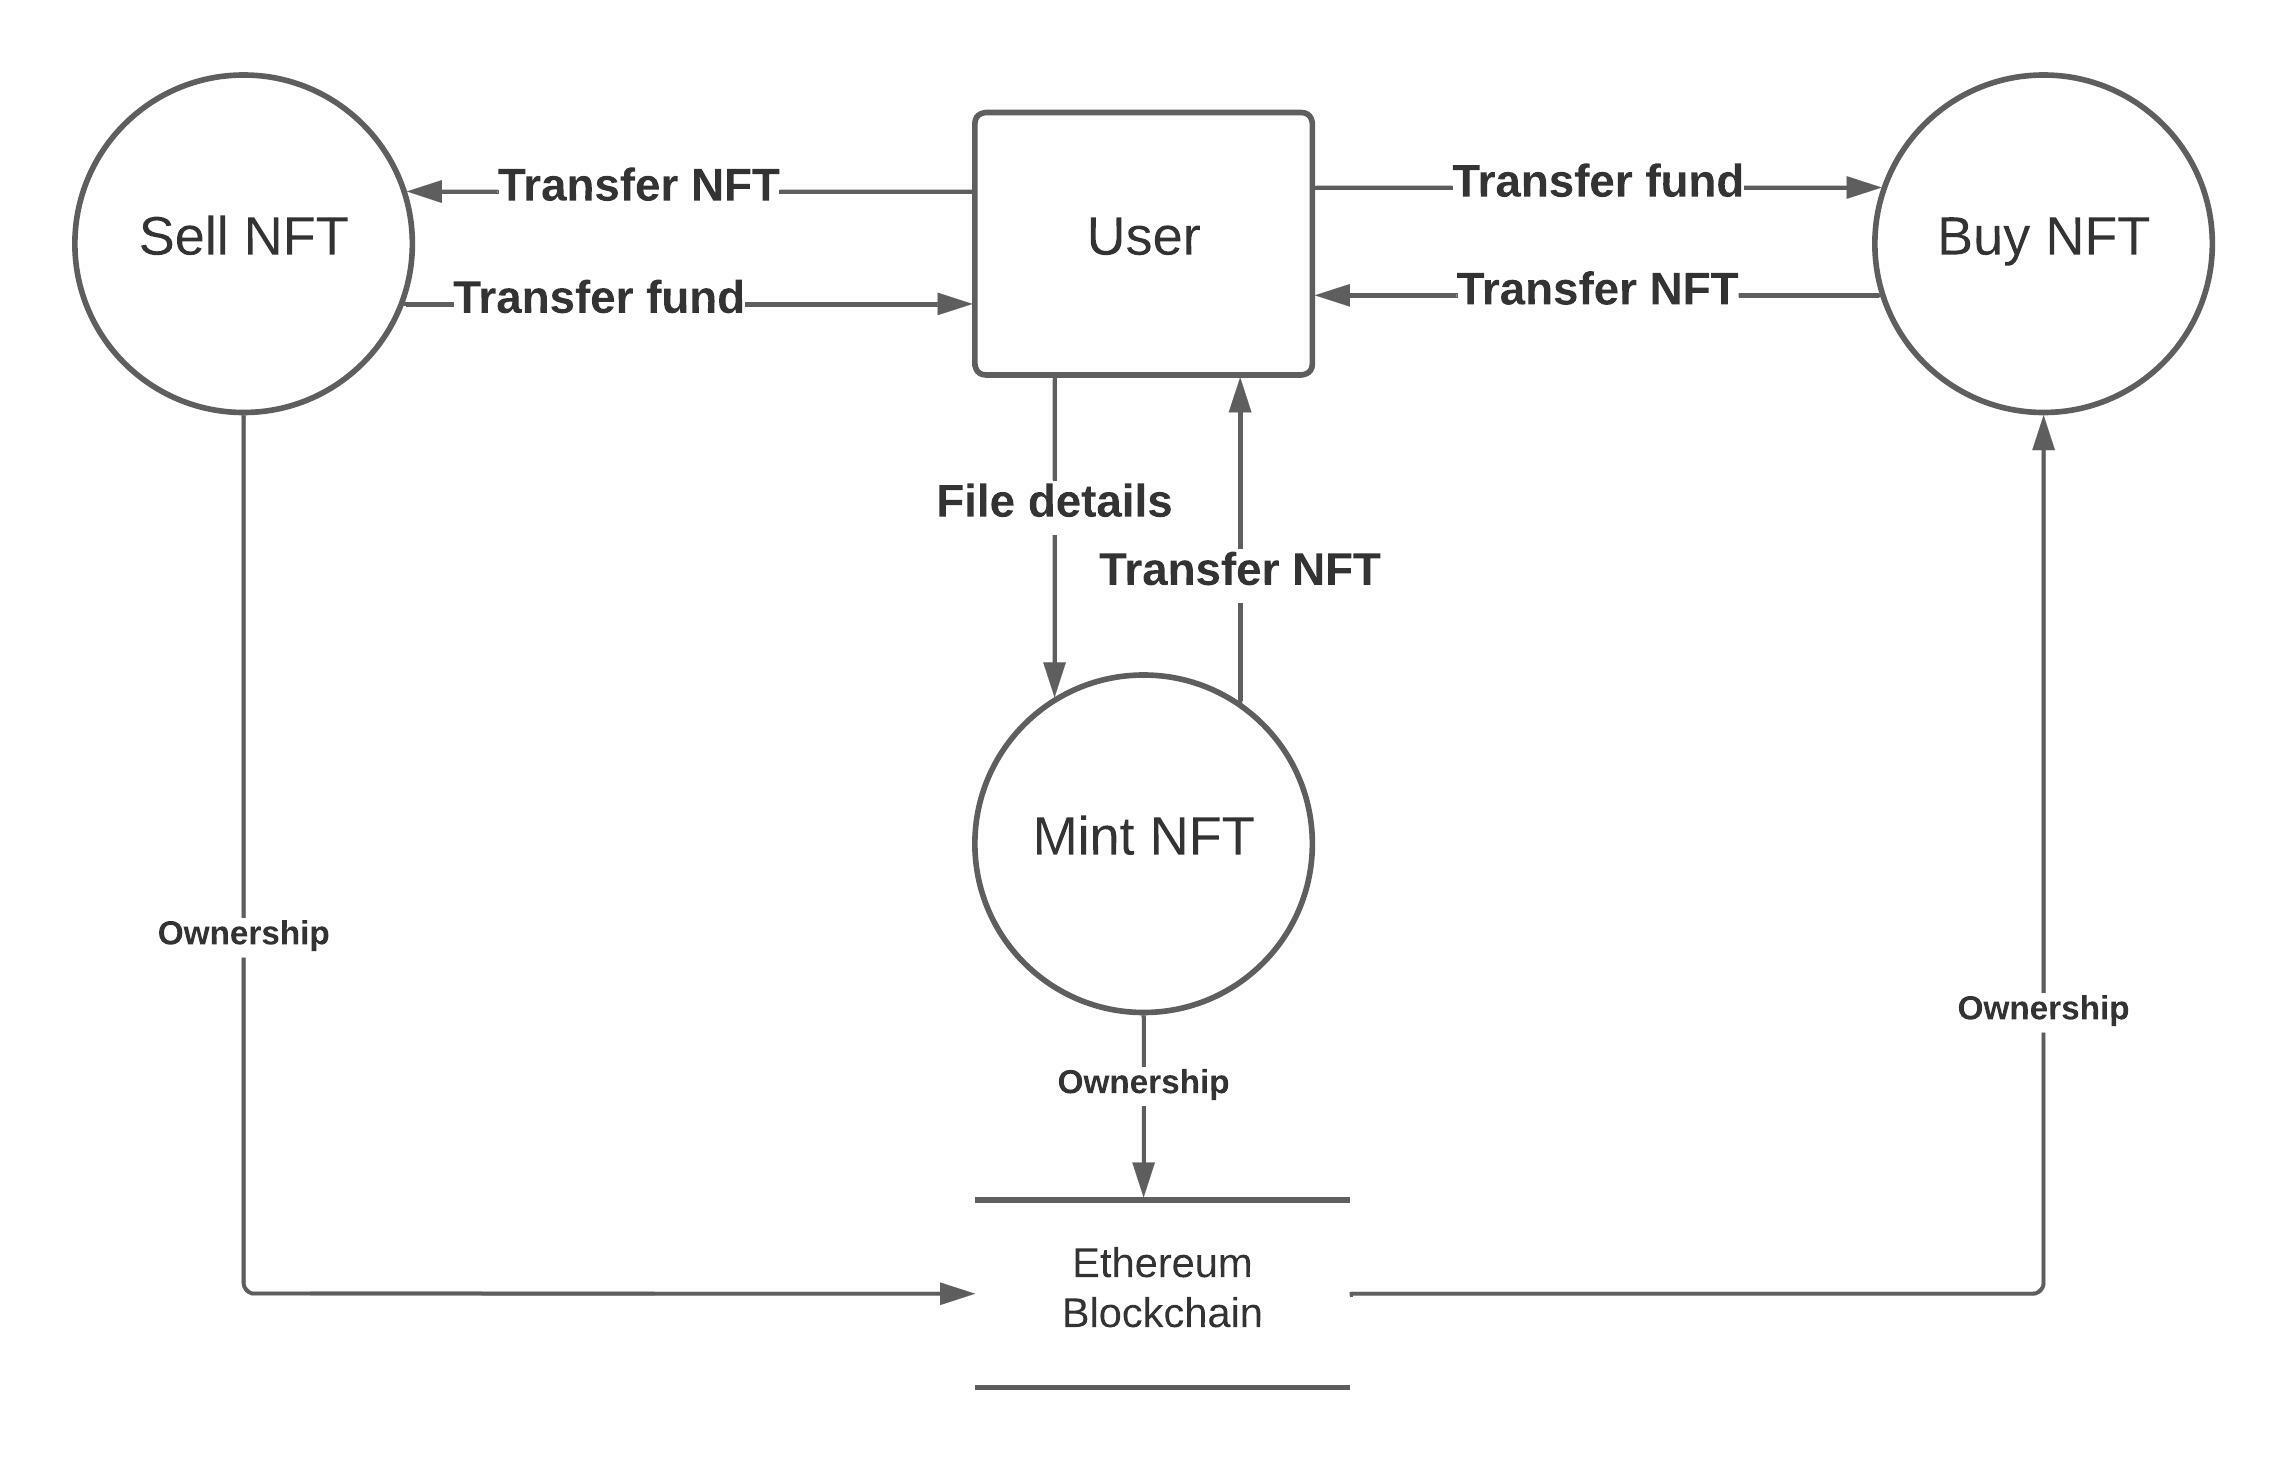 Transfer NFT
Transfer fund
Sell NFT
User
Buy NFT
Transfer fund
Transfer NFT
File details
Transfer NFT
Mint NFT
Ownership
Ownership
Ownership
Ethereum
Blockchain